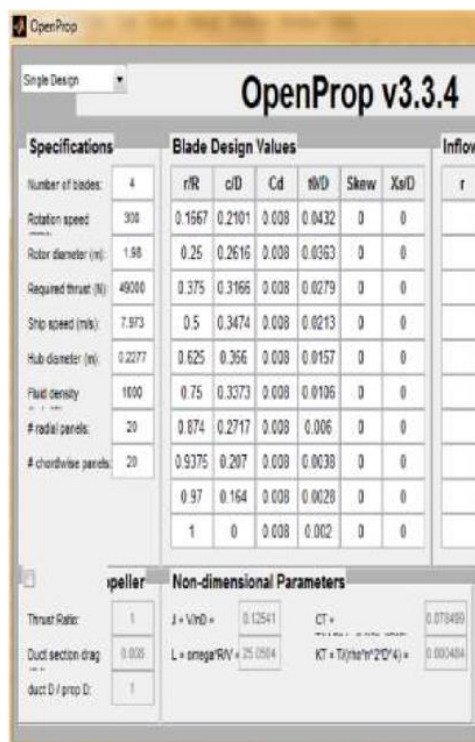 OpenProp
Single Design
OpenProp v3.3.4
Specifications
Number of blades: 4
Rotation speed 300
Rotor diameter (m): 1.98
Required thrust (N): 49000
Ship speed (m/s): 7.973
Hub diameter (m): 0.2277
Fluid density 1000
# radial panels: 20
# chordwise panels: 20
Blade Design Values
r/R c/D Cd t0/D Skew Xs/D
0.1667 0.2101 0.008 0.0432 0 0
0.25 0.2616 0.008 0.0363 0 0
0.375 0.3166 0.008 0.0279 0 0
0.5 0.3474 0.008 0.0213 0 0
0.625 0.366 0.008 0.0157 0 0
0.75 0.3373 0.008 0.0106 0 0
0.874 0.2717 0.008 0.006 0 0
0.9375 0.207 0.008 0.0038 0 0
0.97 0.164 0.008 0.0028 0 0
1 0 0.008 0.002 0 0
Inflow
r
peller
Thrust Ratio: 1
Duct section drag 0.008
duct D / prop D: 1
Non-dimensional Parameters
J = V/nD = 0.12541
L = omega*R/V = 25.0504
CT = 0.078499
KT = T/(rho*n^2*D^4) = 0.000484